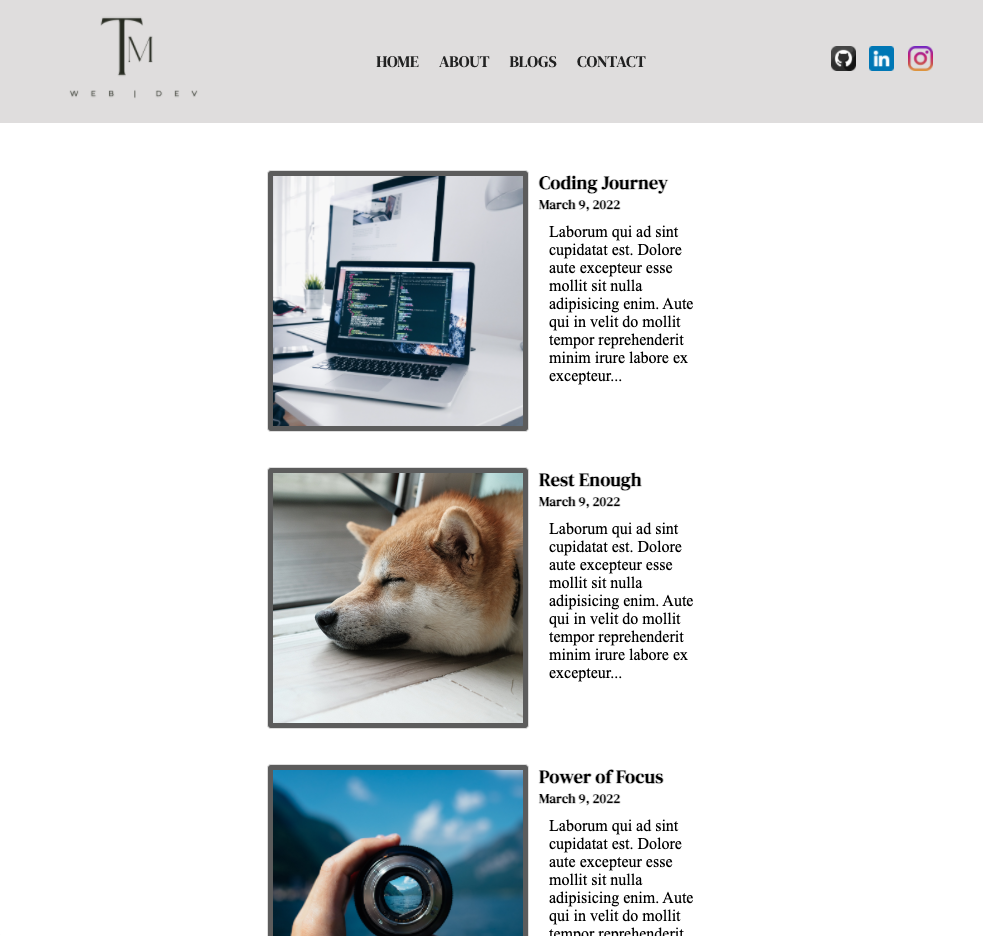 TM
WEB | DEV
HOME ABOUT BLOGS CONTACT
in
Coding Journey
March 9, 2022
Laborum qui ad sint
cupidatat est. Dolore
aute excepteur esse
mollit sit nulla
adipisicing enim. Aute
qui in velit do mollit
tempor reprehenderit
minim irure labore ex
excepteur...
Rest Enough
March 9, 2022
Laborum qui ad sint
cupidatat est. Dolore
aute excepteur esse
mollit sit nulla
adipisicing enim. Aute
qui in velit do mollit
tempor reprehenderit
minim irure labore ex
excepteur...
Power of Focus
March 9, 2022
Laborum qui ad sint
cupidatat est. Dolore
aute excepteur esse
mollit sit nulla
adipisicing enim. Aute
qui in velit do mollit
tempor reprehenderit